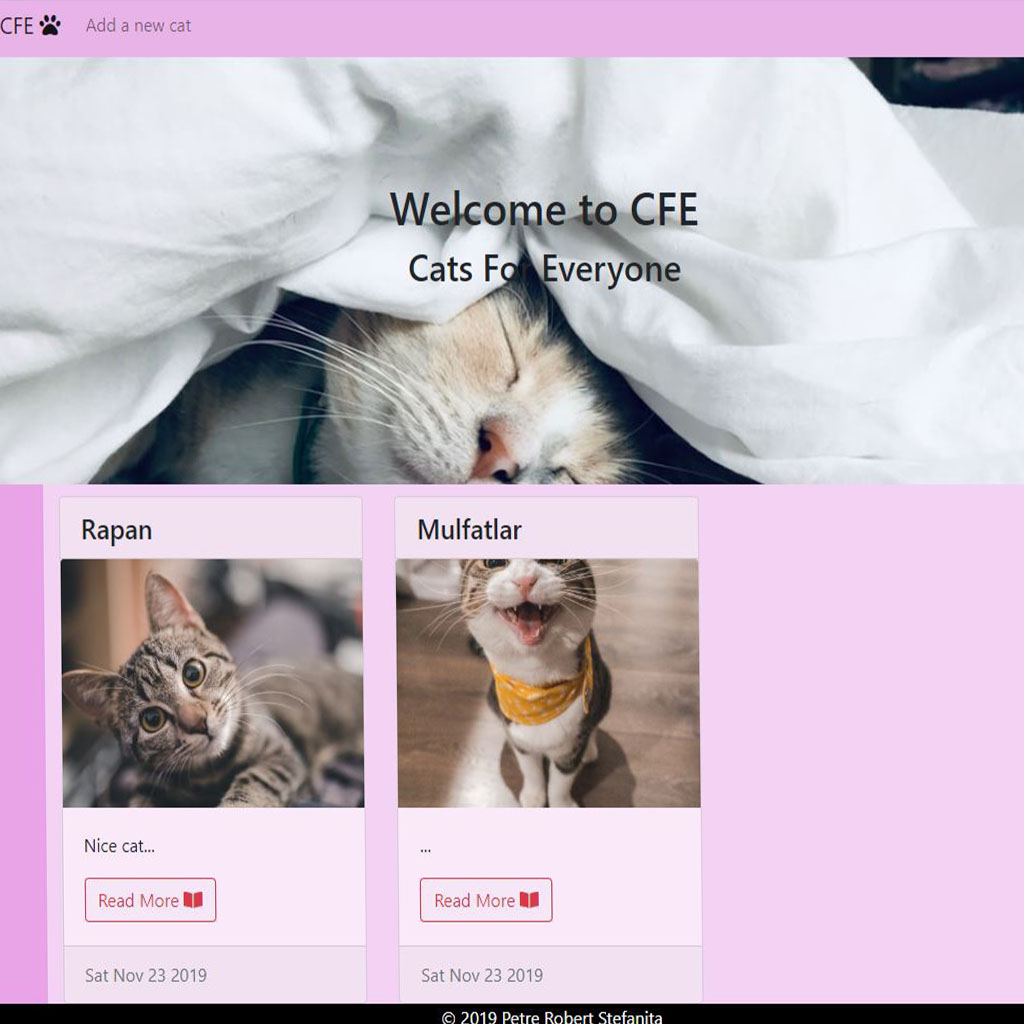 CFE Add a new cat
Welcome to CFE
Cats For Everyone
Rapan
Mulfatlar
Nice cat...
...
Read More
Read More
Sat Nov 23 2019
Sat Nov 23 2019
© 2019 Petre Robert Stefanita